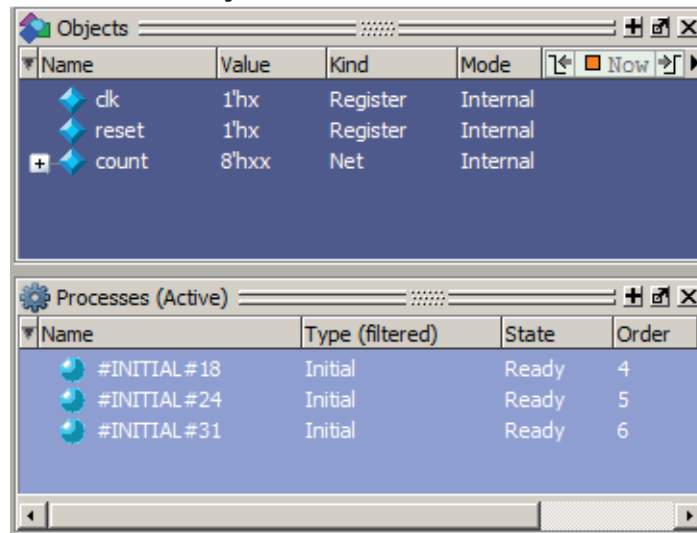 Objects
Name Value Kind Mode Now
clk 1'hx Register Internal
reset 1'hx Register Internal
count 8'hxx Net Internal
Processes (Active)
Name Type (filtered) State Order
#INITIAL#18 Initial Ready 4
#INITIAL#24 Initial Ready 5
#INITIAL#31 Initial Ready 6